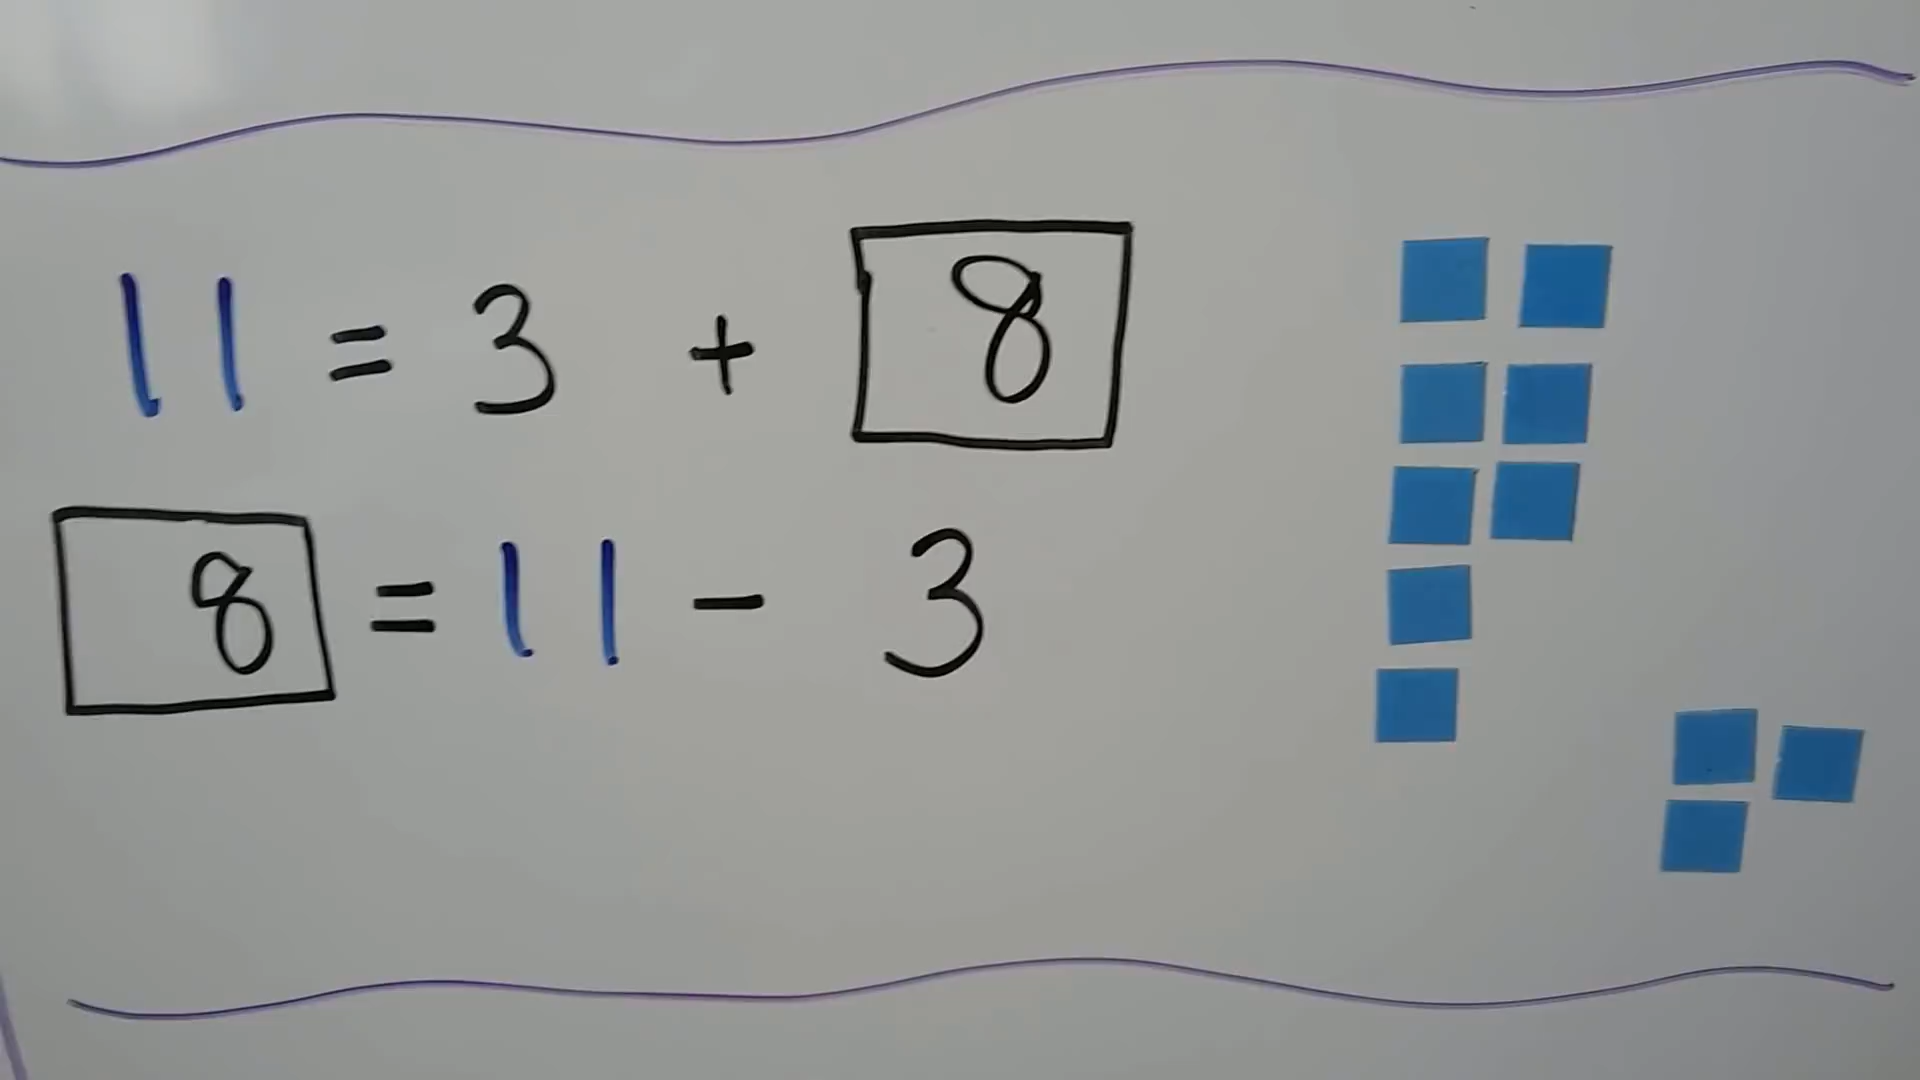 11 = 3 + 8
8 = 11 - 3